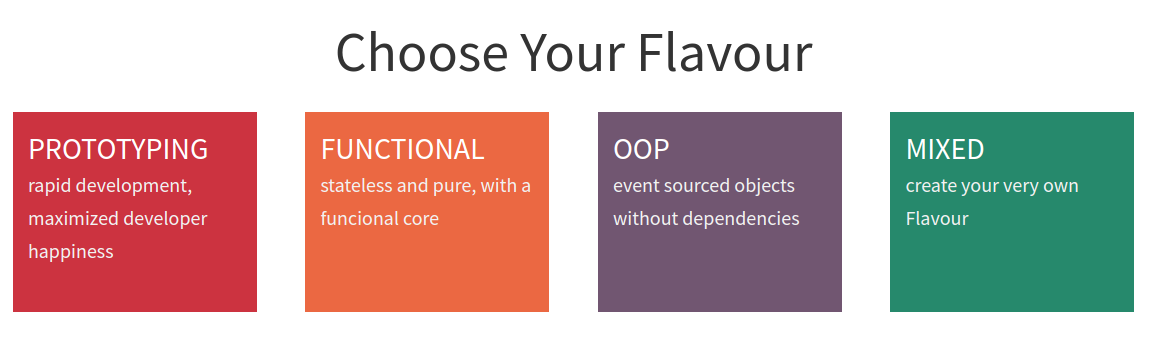 Choose Your Flavour
PROTOTYPING
rapid development,
maximized developer
happiness
FUNCTIONAL
stateless and pure, with a
funcional core
OOP
event sourced objects
without dependencies
MIXED
create your very own
Flavour